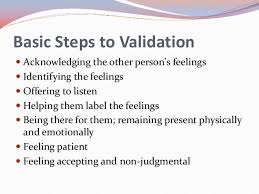 Basic Steps to Validation
Acknowledging the other person's feelings
Identifying the feelings
Offering to listen
Helping them label the feelings
Being there for them; remaining present physically
and emotionally
Feeling patient
Feeling accepting and non-judgmental